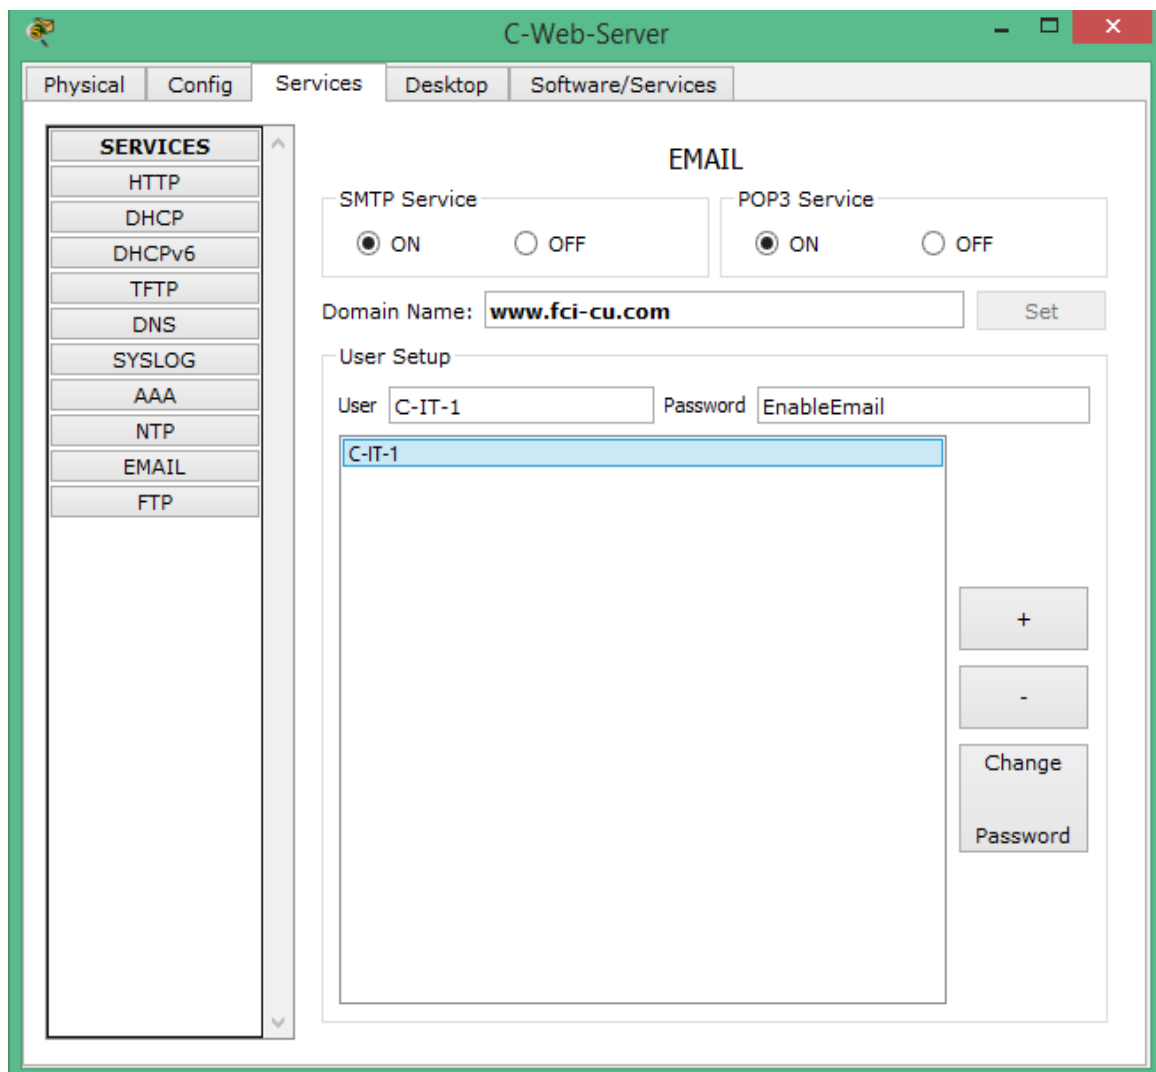 C-Web-Server
Physical Config Services Desktop Software/Services
SERVICES
HTTP
DHCP
DHCPv6
TFTP
DNS
SYSLOG
AAA
NTP
EMAIL
FTP
EMAIL
SMTP Service
ON OFF
POP3 Service
ON OFF
Domain Name: www.fci-cu.com Set
User Setup
User C-IT-1 Password EnableEmail
C-IT-1
+
-
Change
Password